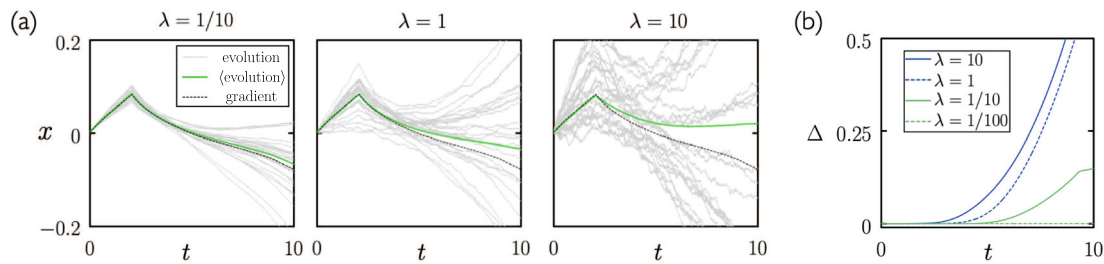 (a)
λ = 1/10
λ = 1
λ = 10
(b)
0.2
0
−0.2
x
evolution
⟨evolution⟩
gradient
0
t
10
0
t
10
0
t
10
0.5
0.25
0
Δ
λ = 10
λ = 1
λ = 1/10
λ = 1/100
0
t
10